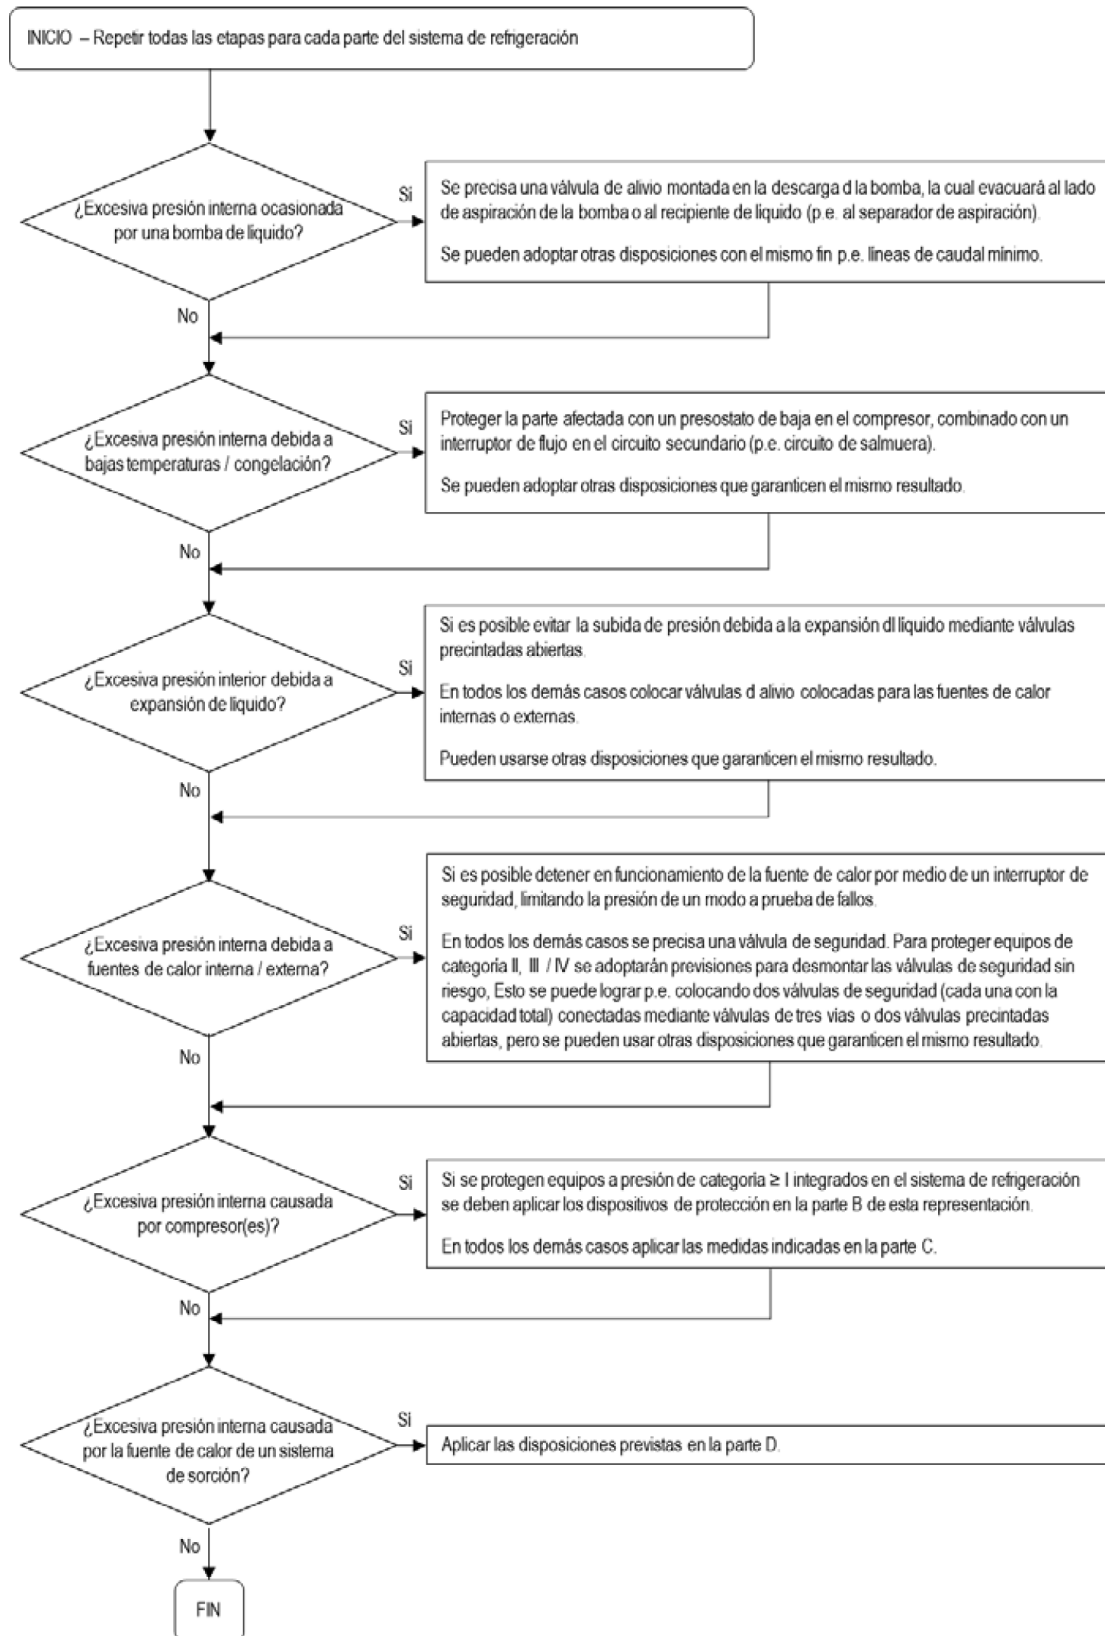 INICIO – Repetir todas las etapas para cada parte del sistema de refrigeración
¿Excesiva presión interna ocasionada
por una bomba de líquido?
Si
Se precisa una válvula de alivio montada en la descarga d la bomba, la cual evacuará al lado
de aspiración de la bomba o al recipiente de líquido (p.e. al separador de aspiración).
Se pueden adoptar otras disposiciones con el mismo fin p.e. líneas de caudal mínimo.
No
¿Excesiva presión interna debida a
bajas temperaturas / congelación?
Si
Proteger la parte afectada con un presostato de baja en el compresor, combinado con un
interruptor de flujo en el circuito secundario (p.e. circuito de salmuera).
Se pueden adoptar otras disposiciones que garanticen el mismo resultado.
No
¿Excesiva presión interior debida a
expansión de líquido?
Si
Si es posible evitar la subida de presión debida a la expansión dl líquido mediante válvulas
precintadas abiertas.
En todos los demás casos colocar válvulas d alivio colocadas para las fuentes de calor
internas o externas.
Pueden usarse otras disposiciones que garanticen el mismo resultado.
No
¿Excesiva presión interna debida a
fuentes de calor interna / externa?
Si
Si es posible detener en funcionamiento de la fuente de calor por medio de un interruptor de
seguridad, limitando la presión de un modo a prueba de fallos.
En todos los demás casos se precisa una válvula de seguridad. Para proteger equipos de
categoría II, III / IV se adoptarán previsiones para desmontar las válvulas de seguridad sin
riesgo, Esto se puede lograr p.e. colocando dos válvulas de seguridad (cada una con la
capacidad total) conectadas mediante válvulas de tres vías o dos válvulas precintadas
abiertas, pero se pueden usar otras disposiciones que garanticen el mismo resultado.
No
¿Excesiva presión interna causada
por compresor(es)?
Si
Si se protegen equipos a presión de categoría ≥ I integrados en el sistema de refrigeración
se deben aplicar los dispositivos de protección en la parte B de esta representación.
En todos los demás casos aplicar las medidas indicadas en la parte C.
No
¿Excesiva presión interna causada
por la fuente de calor de un sistema
de sorción?
Si
Aplicar las disposiciones previstas en la parte D.
No
FIN